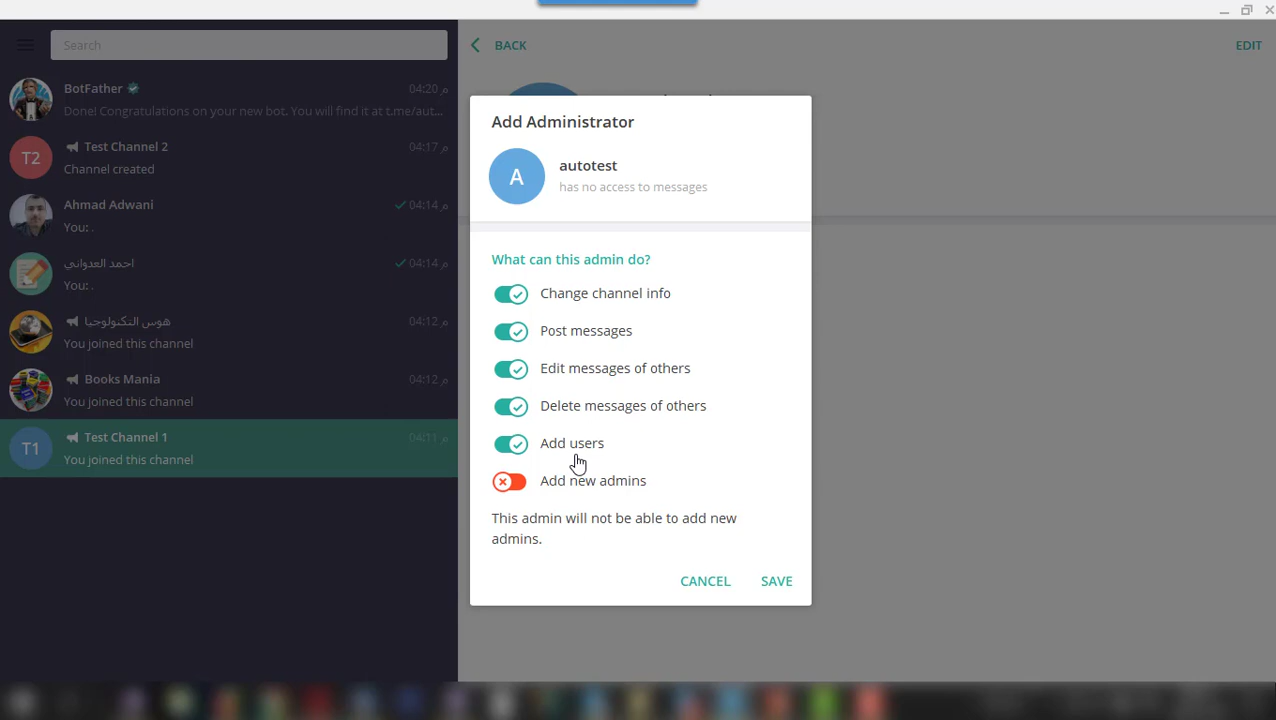 Search
BotFather
04:20 م
Done! Congratulations on your new bot. You will find it at t.me/aut...
T2
Test Channel 2
04:17 م
Channel created
Ahmad Adwani
04:14 م
You: .
احمد العدواني
04:14 م
You: .
هوس التكنولوجيا
04:12 م
You joined this channel
Books Mania
04:12 م
You joined this channel
T1
Test Channel 1
04:11 م
You joined this channel
BACK
EDIT
Add Administrator
A
autotest
has no access to messages
What can this admin do?
Change channel info
Post messages
Edit messages of others
Delete messages of others
Add users
Add new admins
This admin will not be able to add new
admins.
CANCEL
SAVE